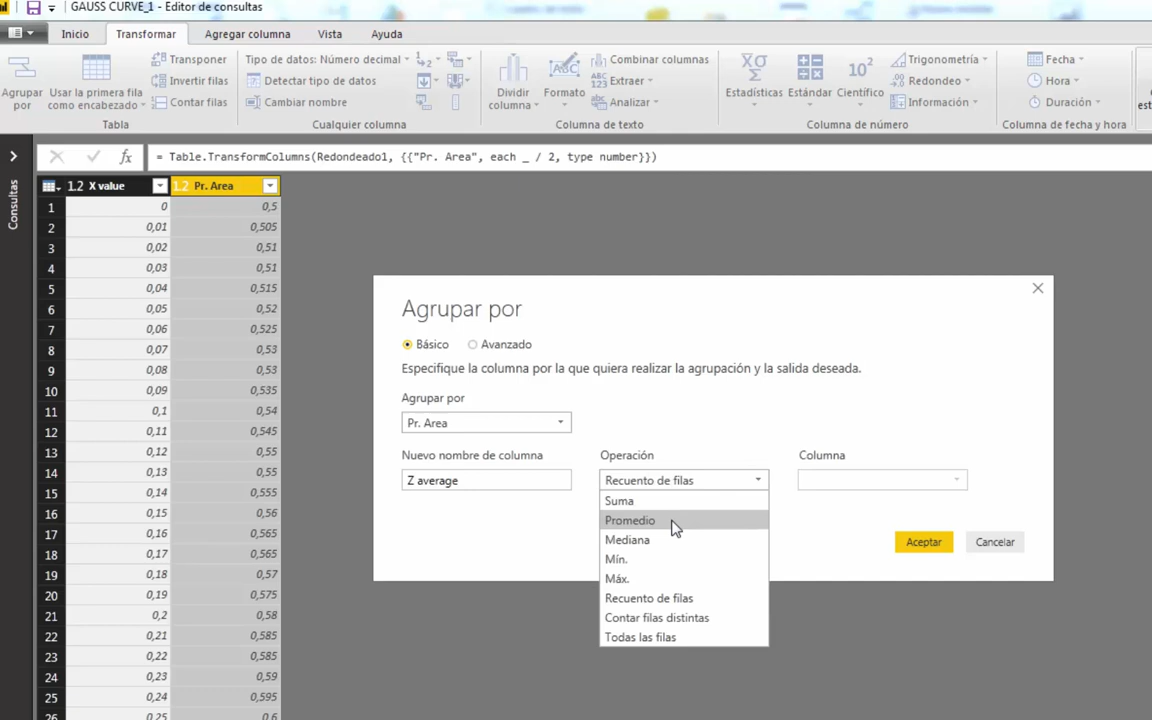 GAUSS CURVE_1 - Editor de consultas
Inicio Transformar Agregar columna Vista Ayuda
Agrupar por
Usar la primera fila como encabezado
Transponer
Invertir filas
Contar filas
Tabla
Tipo de datos: Número decimal
Detectar tipo de datos
Cambiar nombre
Cualquier columna
Dividir columna
Formato
Combinar columnas
Extraer
Analizar
Columna de texto
Estadísticas
Estándar
Científico
Trigonometría
Redondeo
Información
Columna de número
Fecha
Hora
Duración
Columna de fecha y hora
= Table.TransformColumns(Redondeado1, {{"Pr. Area", each _ / 2, type number}})
Consultas
1.2 X value 1.2 Pr. Area
1 0 0,5
2 0,01 0,505
3 0,02 0,51
4 0,03 0,51
5 0,04 0,515
6 0,05 0,52
7 0,06 0,525
8 0,07 0,53
9 0,08 0,53
10 0,09 0,535
11 0,1 0,54
12 0,11 0,545
13 0,12 0,55
14 0,13 0,55
15 0,14 0,555
16 0,15 0,56
17 0,16 0,565
18 0,17 0,565
19 0,18 0,57
20 0,19 0,575
21 0,2 0,58
22 0,21 0,585
23 0,22 0,585
24 0,23 0,59
25 0,24 0,595
26 0,25 0,6
Agrupar por
Básico Avanzado
Especifique la columna por la que quiera realizar la agrupación y la salida deseada.
Agrupar por
Pr. Area
Nuevo nombre de columna Operación Columna
Z average Recuento de filas
Suma
Promedio
Mediana
Mín.
Máx.
Recuento de filas
Contar filas distintas
Todas las filas
Aceptar Cancelar